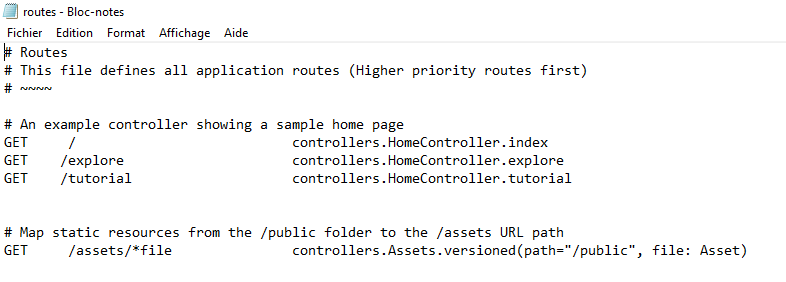 routes - Bloc-notes
Fichier Edition Format Affichage Aide
# Routes
# This file defines all application routes (Higher priority routes first)
# ~~~~
# An example controller showing a sample home page
GET     /                           controllers.HomeController.index
GET    /explore                     controllers.HomeController.explore
GET    /tutorial                    controllers.HomeController.tutorial
# Map static resources from the /public folder to the /assets URL path
GET     /assets/*file               controllers.Assets.versioned(path="/public", file: Asset)